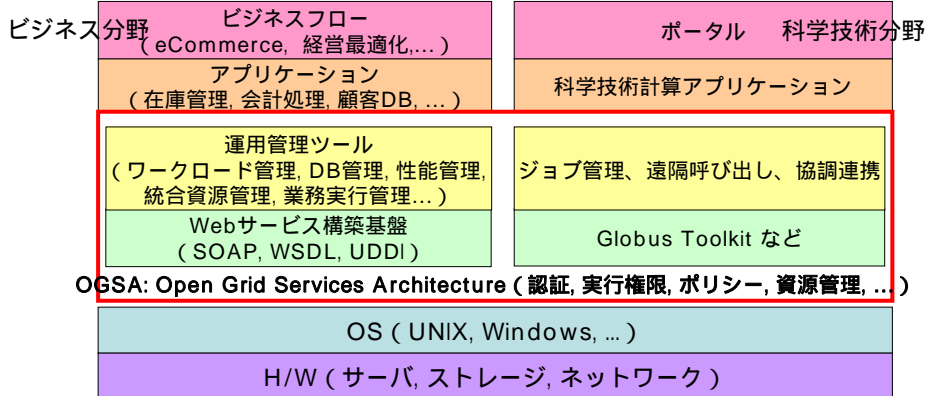 ビジネス分野
ビジネスフロー
( eCommerce, 経営最適化,... )
ポータル
科学技術分野
アプリケーション
( 在庫管理, 会計処理, 顧客DB, ... )
科学技術計算アプリケーション
運用管理ツール
( ワークロード管理, DB管理, 性能管理,
統合資源管理, 業務実行管理... )
ジョブ管理、遠隔呼び出し、協調連携
Webサービス構築基盤
( SOAP, WSDL, UDDI )
Globus Toolkit など
OGSA: Open Grid Services Architecture ( 認証, 実行権限, ポリシー, 資源管理, ... )
OS ( UNIX, Windows, ... )
H/W ( サーバ, ストレージ, ネットワーク )